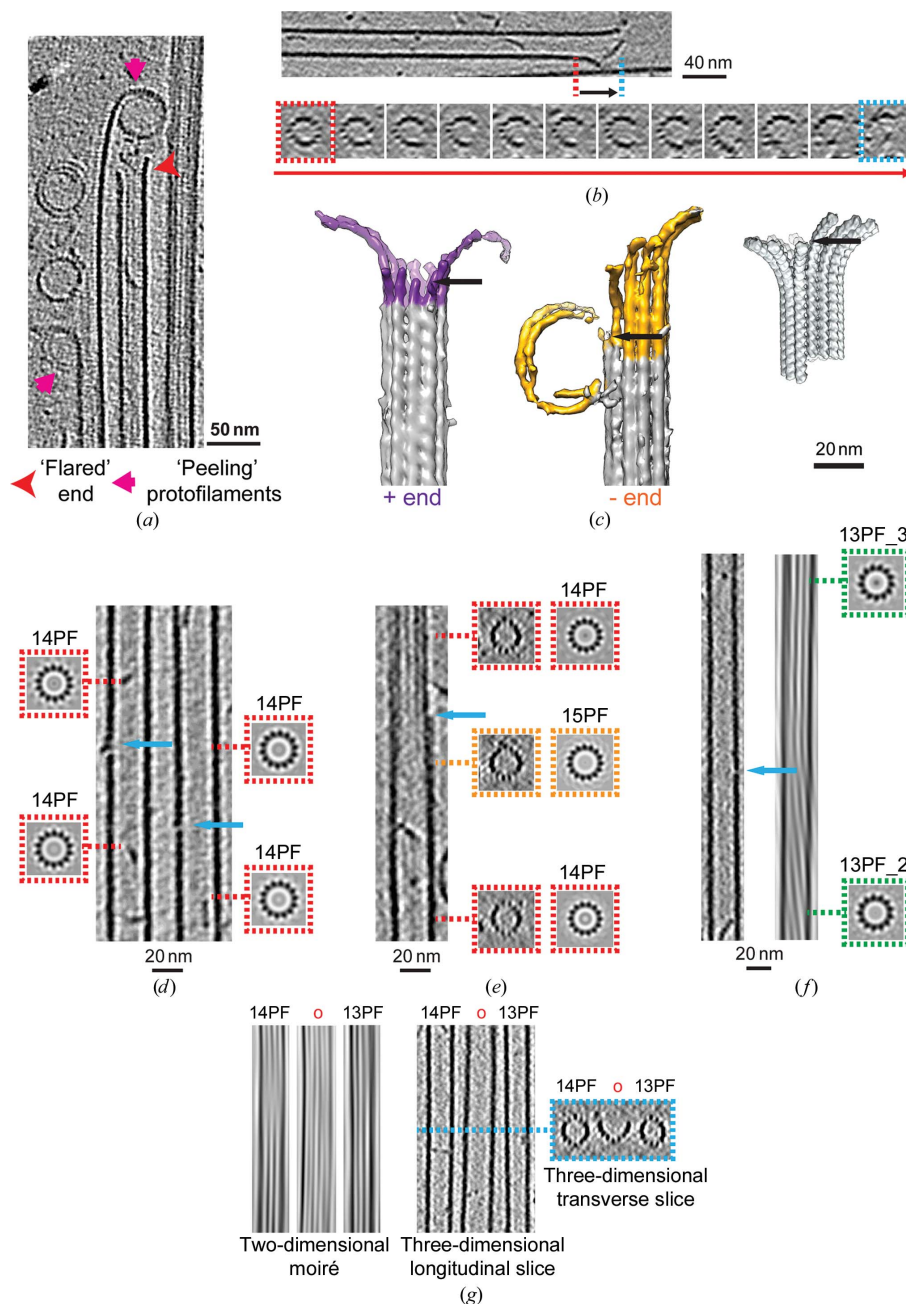 50 nm
'Flared' end
'Peeling' protofilaments
(a)
40 nm
(b)
+ end
- end
20 nm
(c)
14PF
14PF
14PF
14PF
20 nm
(d)
14PF
15PF
14PF
20 nm
(e)
13PF_3
13PF_2
20 nm
(f)
14PF o 13PF
Two-dimensional
moiré
14PF o 13PF
Three-dimensional
longitudinal slice
14PF o 13PF
Three-dimensional
transverse slice
(g)